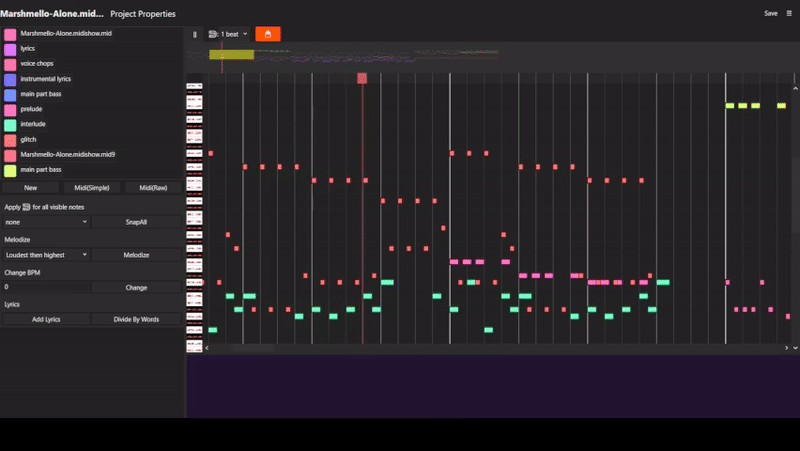 Marshmello-Alone.mid... Project Properties Save
1 beat
Marshmello-Alone.midishow.mid
lyrics
voice chops
instrumental lyrics
main part bass
prelude
interlude
glitch
Marshmello-Alone.midishow.mid9
main part bass
New Midi(Simple) Midi(Raw)
Apply for all visible notes
none SnapAll
Melodize
Loudest then highest Melodize
Change BPM
0 Change
Lyrics
Add Lyrics Divide By Words